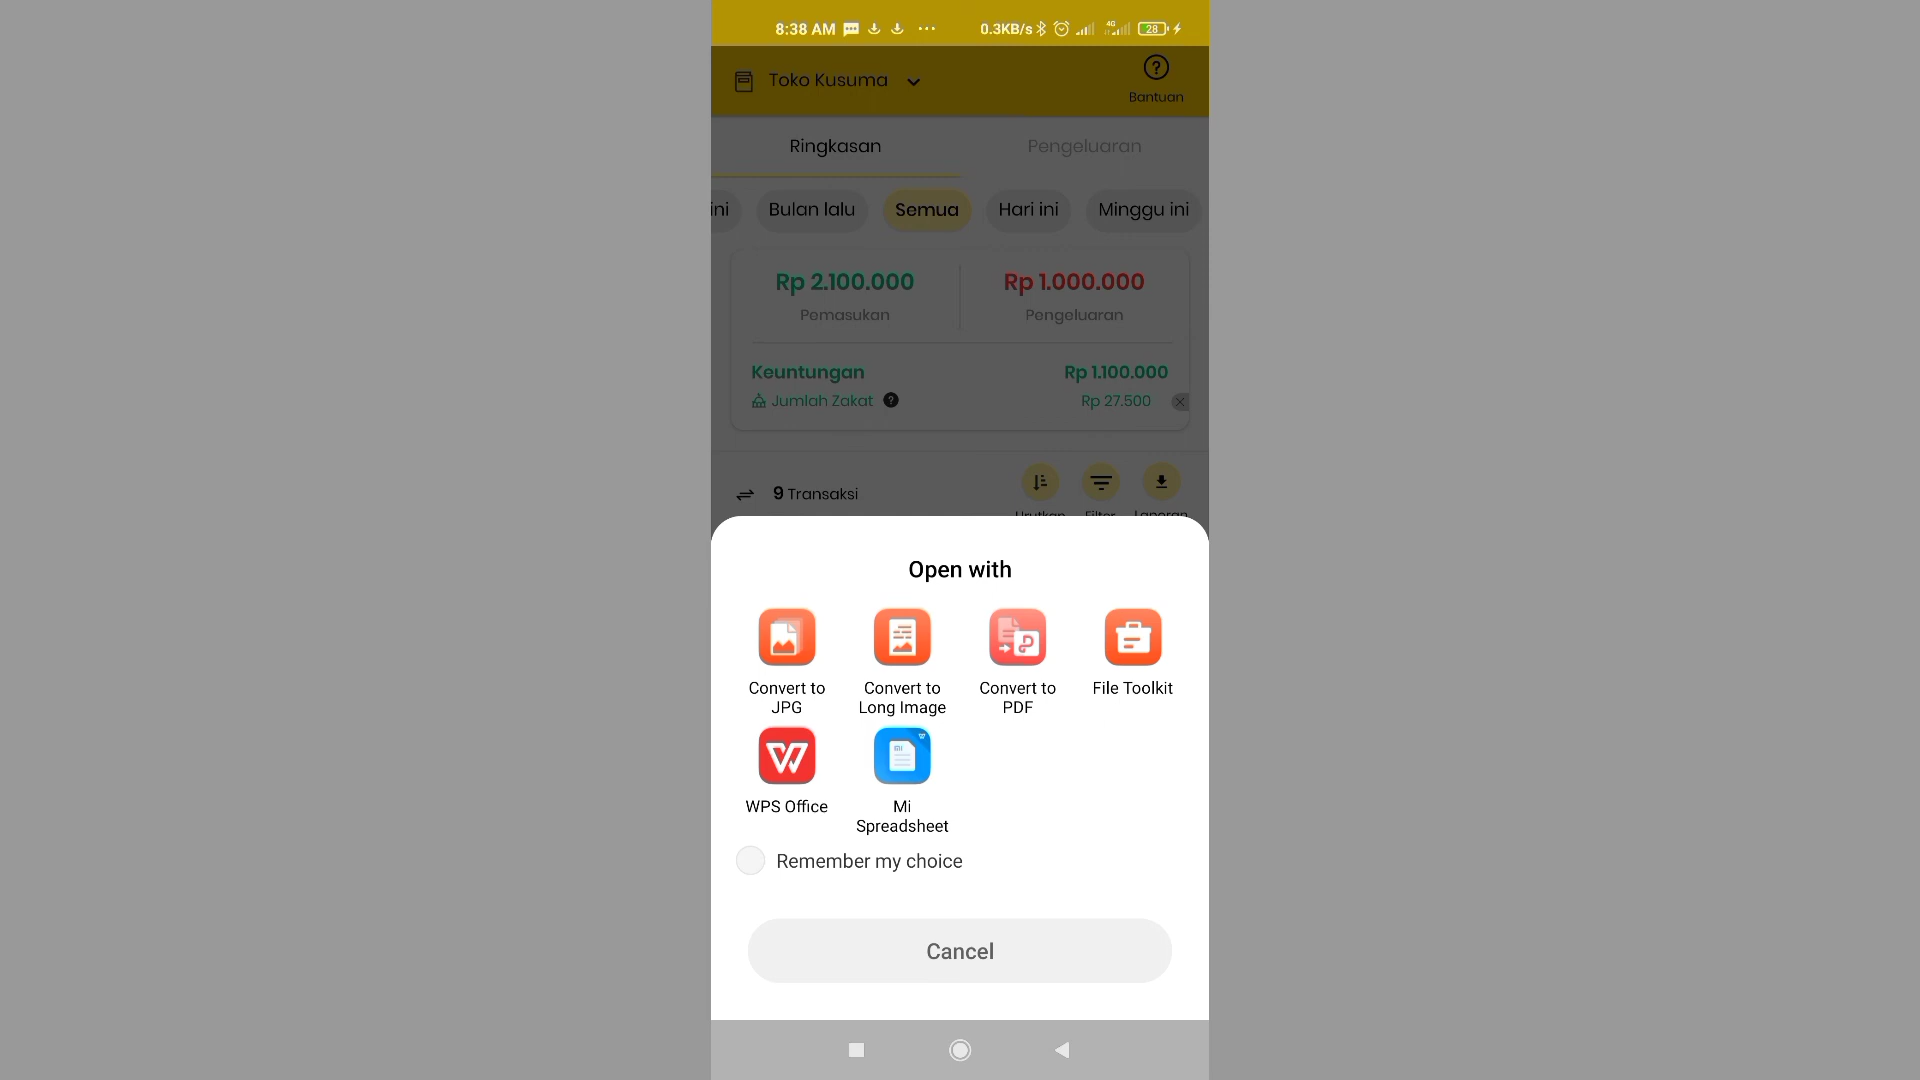 8:38 AM ... 0.3KB/s 4G 28
Toko Kusuma
Bantuan
Ringkasan Pengeluaran
ini Bulan lalu Semua Hari ini Minggu ini
Rp 2.100.000 Rp 1.000.000
Pemasukan Pengeluaran
Keuntungan Rp 1.100.000
Jumlah Zakat ? Rp 27.500
9 Transaksi
Urutkan Filter Laporan
Open with
Convert to JPG
Convert to Long Image
Convert to PDF
File Toolkit
WPS Office
Mi Spreadsheet
Remember my choice
Cancel